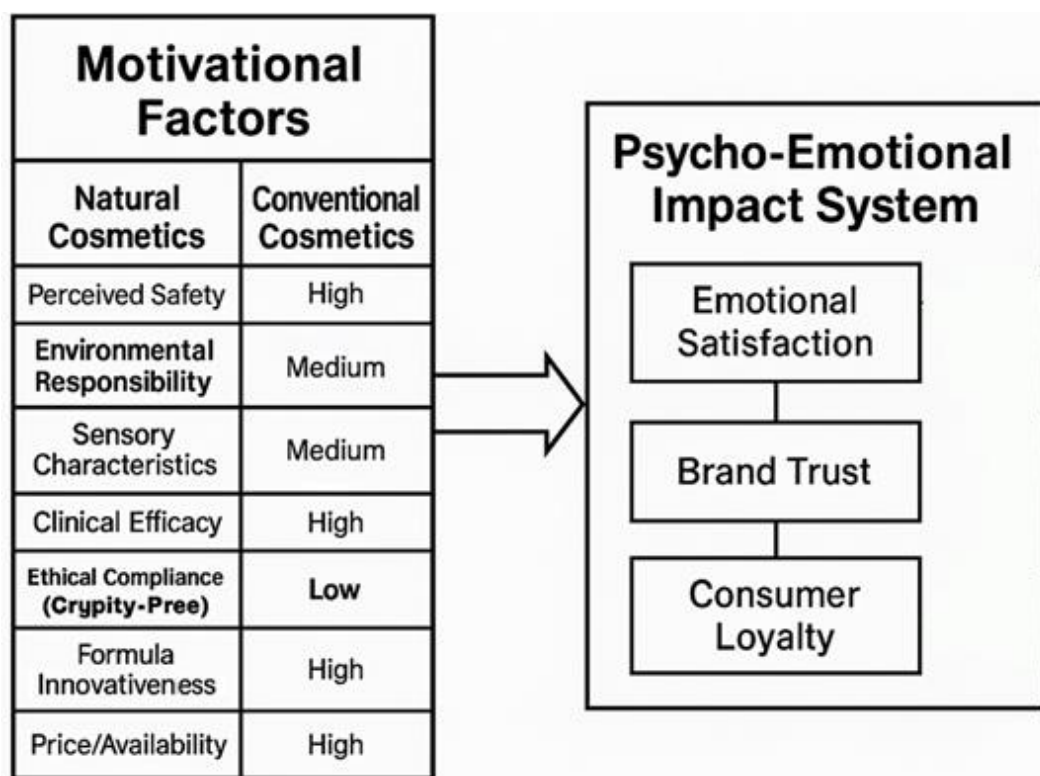 Motivational
Factors
Natural
Cosmetics
Conventional
Cosmetics
Perceived Safety
High
Environmental
Responsibility
Medium
Sensory
Characteristics
Medium
Clinical Efficacy
High
Ethical Compliance
(Crypity-Pree)
Low
Formula
Innovativeness
High
Price/Availability
High
Psycho-Emotional
Impact System
Emotional
Satisfaction
Brand Trust
Consumer
Loyalty